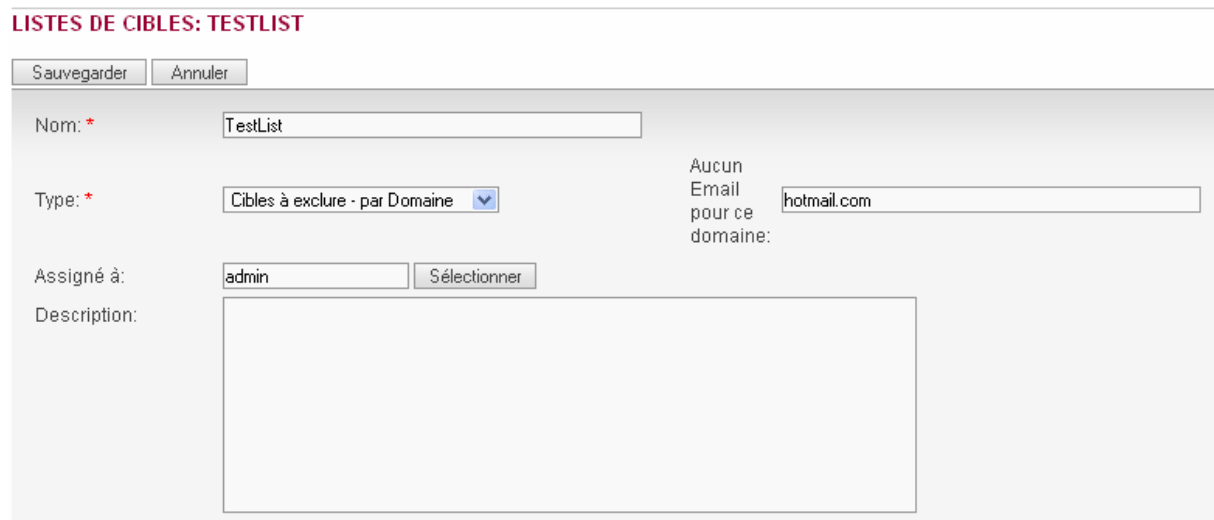 LISTES DE CIBLES: TESTLIST
Sauvegarder Annuler
Nom: * TestList
Type: * Cibles à exclure - par Domaine
Aucun
Email
pour ce
domaine:
hotmail.com
Assigné à: admin Sélectionner
Description: